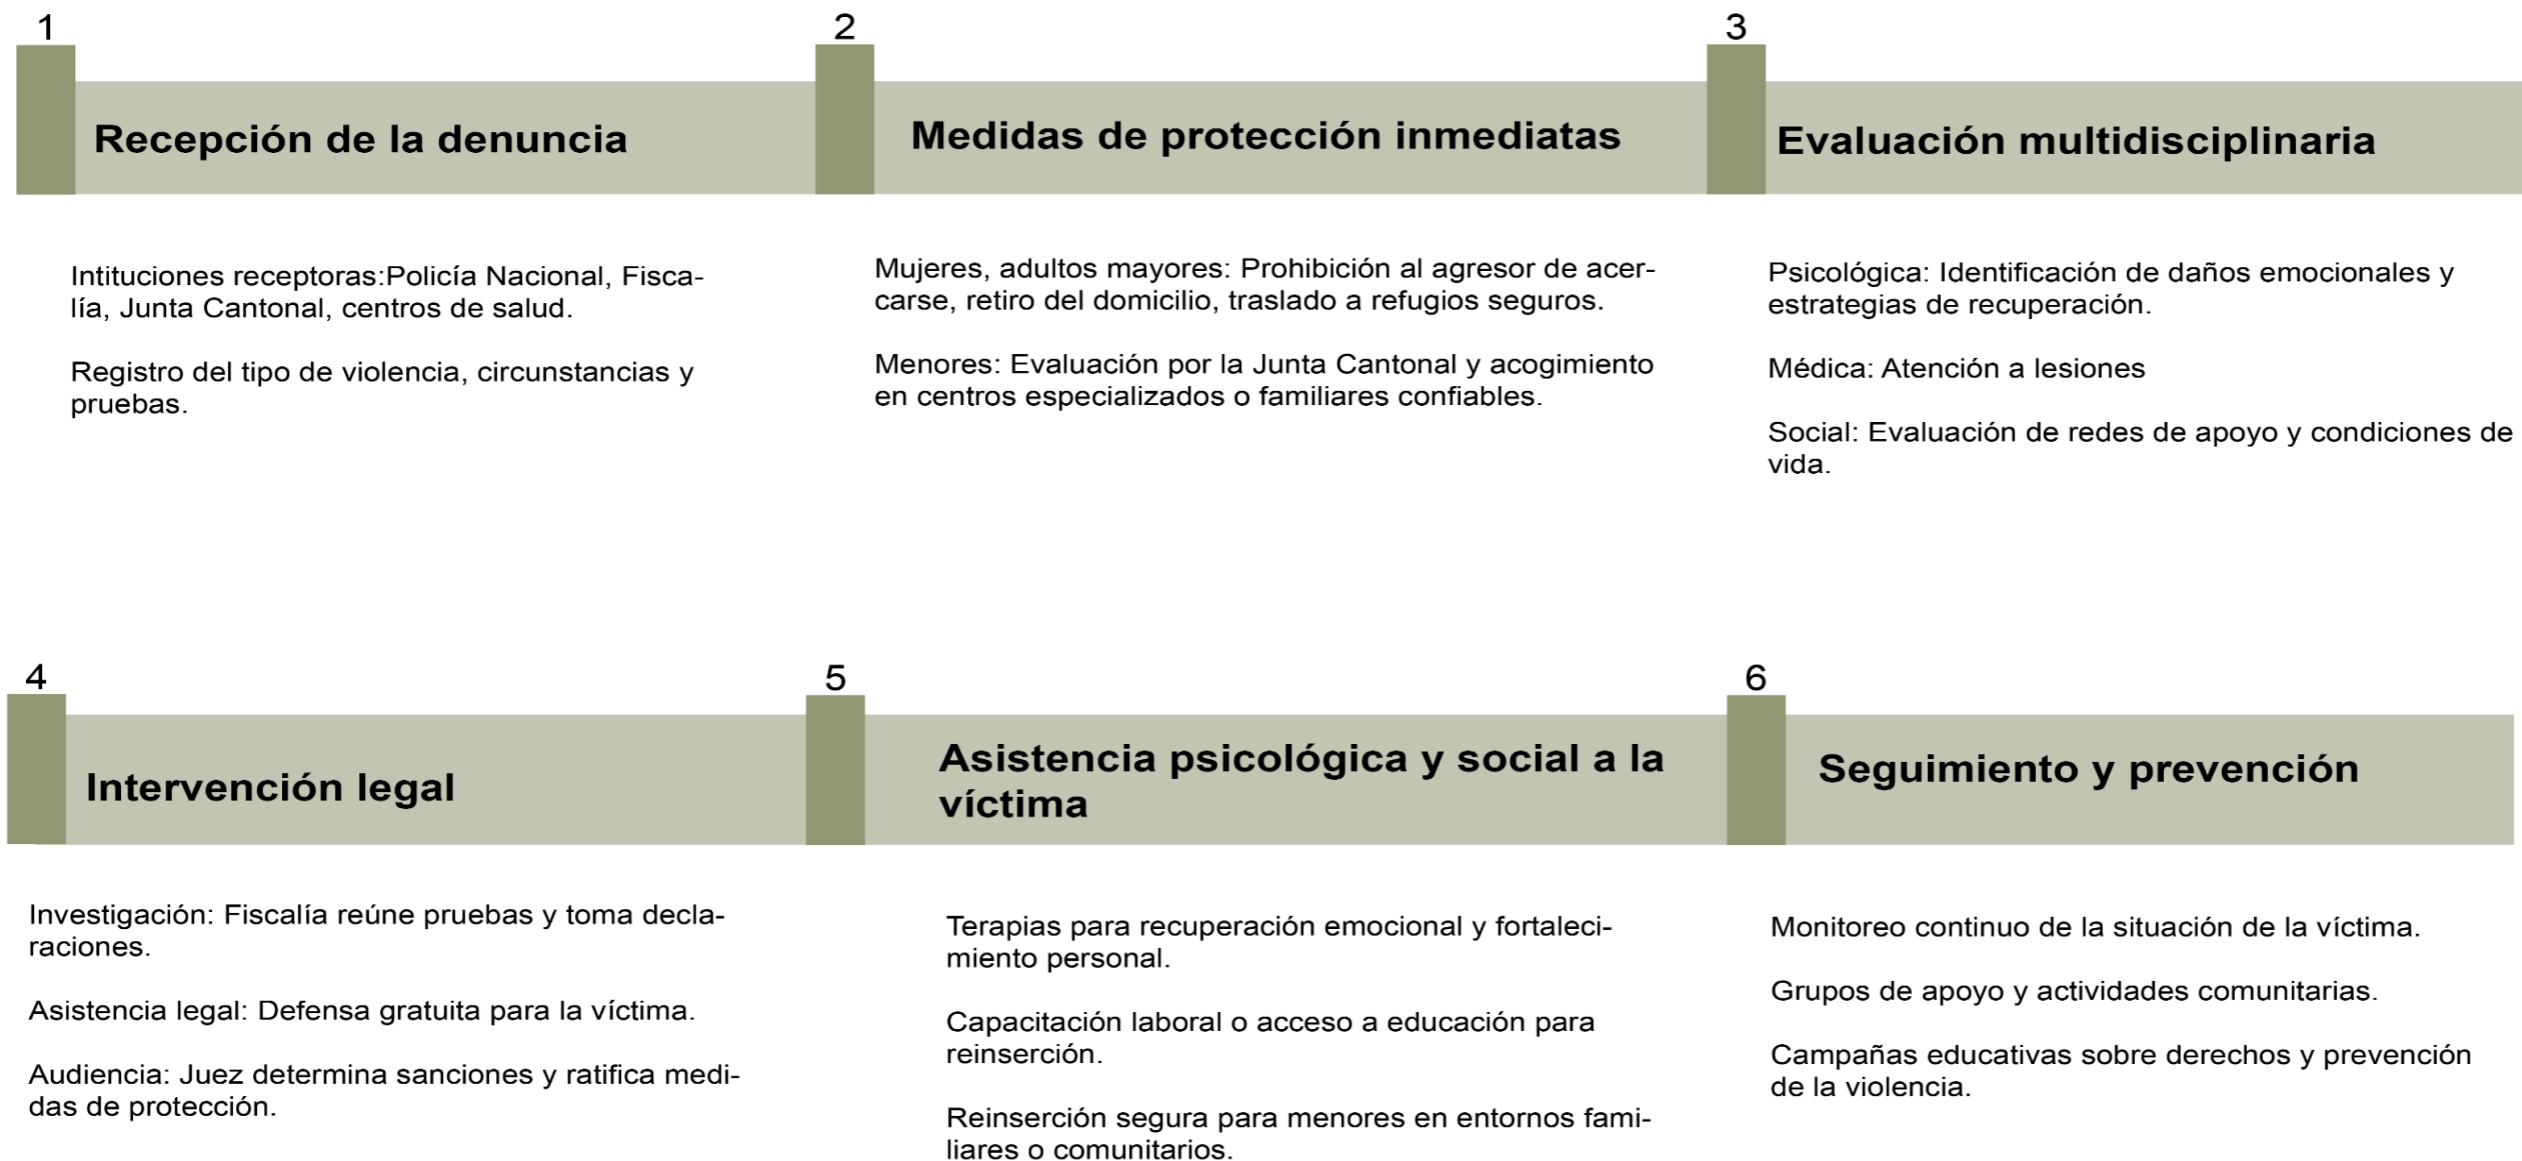 1
Recepción de la denuncia
Intituciones receptoras:Policía Nacional, Fisca-
lía, Junta Cantonal, centros de salud.
Registro del tipo de violencia, circunstancias y
pruebas.
2
Medidas de protección inmediatas
Mujeres, adultos mayores: Prohibición al agresor de acer-
carse, retiro del domicilio, traslado a refugios seguros.
Menores: Evaluación por la Junta Cantonal y acogimiento
en centros especializados o familiares confiables.
3
Evaluación multidisciplinaria
Psicológica: Identificación de daños emocionales y
estrategias de recuperación.
Médica: Atención a lesiones
Social: Evaluación de redes de apoyo y condiciones de
vida.
4
Intervención legal
Investigación: Fiscalía reúne pruebas y toma decla-
raciones.
Asistencia legal: Defensa gratuita para la víctima.
Audiencia: Juez determina sanciones y ratifica medi-
das de protección.
5
Asistencia psicológica y social a la
víctima
Terapias para recuperación emocional y fortaleci-
miento personal.
Capacitación laboral o acceso a educación para
reinserción.
Reinserción segura para menores en entornos fami-
liares o comunitarios.
6
Seguimiento y prevención
Monitoreo continuo de la situación de la víctima.
Grupos de apoyo y actividades comunitarias.
Campañas educativas sobre derechos y prevención
de la violencia.